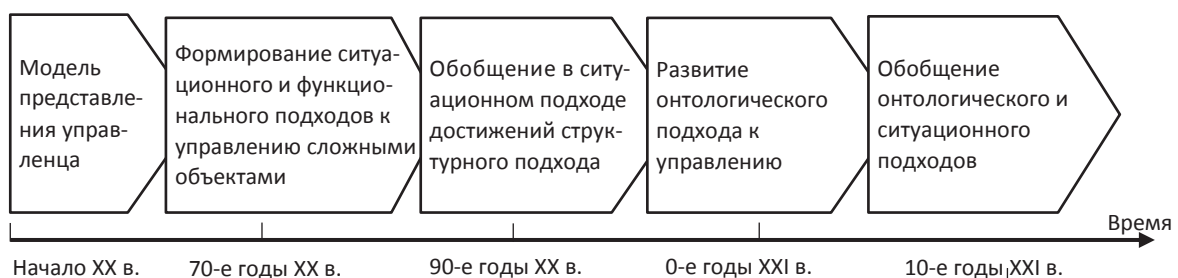 Модель
представле-
ния управ-
ленца
Формирование ситуа-
ционного и функцио-
нального подходов к
управлению сложными
объектами
Обобщение в ситу-
ационном подходе
достижений струк-
турного подхода
Развитие
онтологического
подхода к
управлению
Обобщение
онтологического и
ситуационного
подходов
Время
Начало XX в.
70-е годы XX в.
90-е годы XX в.
0-е годы XXI в.
10-е годы XXI в.